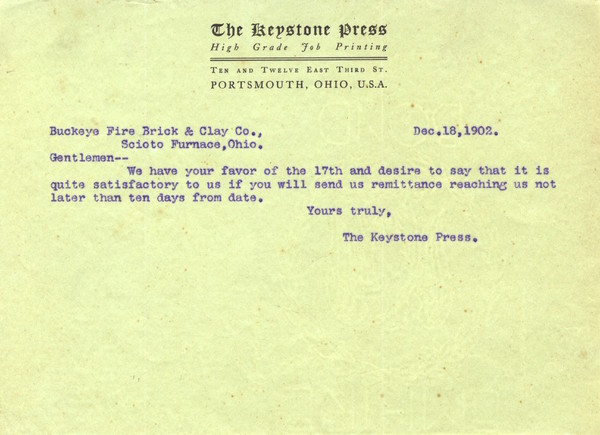 The Keystone Press
High Grade Job Printing
Ten and Twelve East Third St.
PORTSMOUTH, OHIO, U.S.A.
Buckeye Fire Brick & Clay Co., Dec.18,1902.
Scioto Furnace,Ohio.
Gentlemen--
We have your favor of the 17th and desire to say that it is
quite satisfactory to us if you will send us remittance reaching us not
later than ten days from date.
Yours truly,
The Keystone Press.